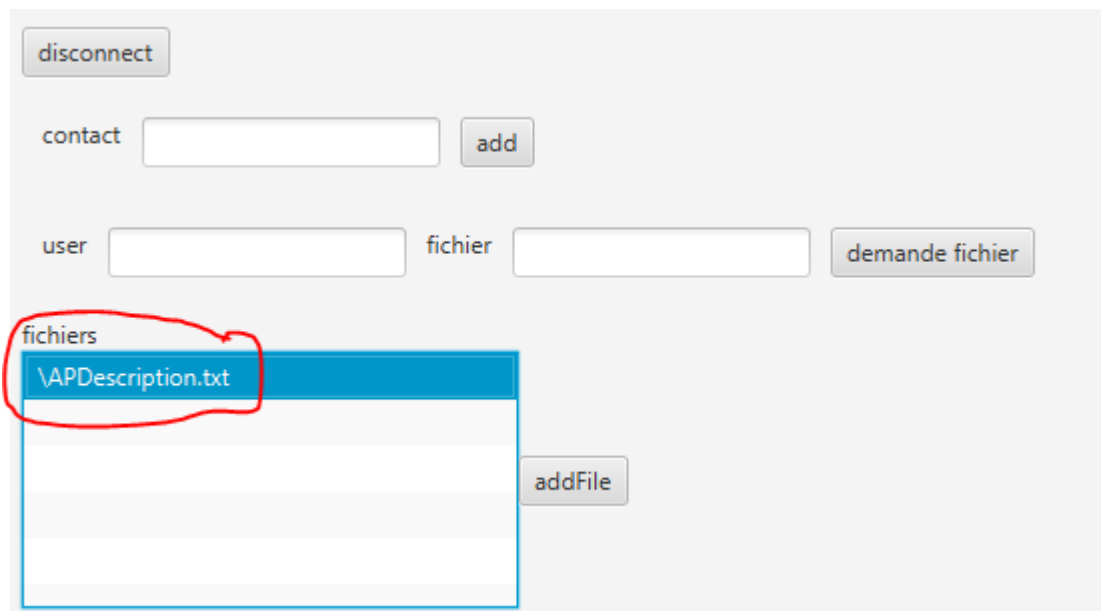 disconnect
contact add
user fichier demande fichier
fichiers
\APDescription.txt
addFile